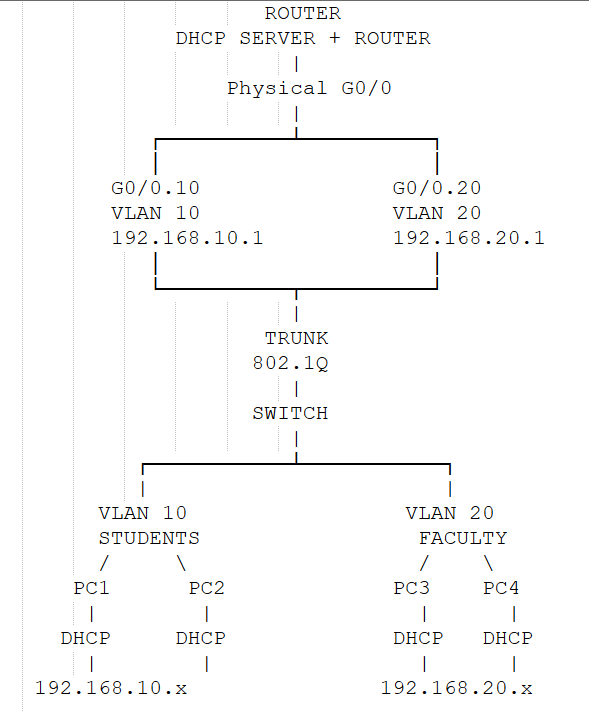 ROUTER
DHCP SERVER + ROUTER
Physical G0/0
G0/0.10 G0/0.20
VLAN 10 VLAN 20
192.168.10.1 192.168.20.1
TRUNK
802.1Q
SWITCH
VLAN 10 VLAN 20
STUDENTS FACULTY
PC1 PC2 PC3 PC4
DHCP DHCP DHCP DHCP
192.168.10.x 192.168.20.x